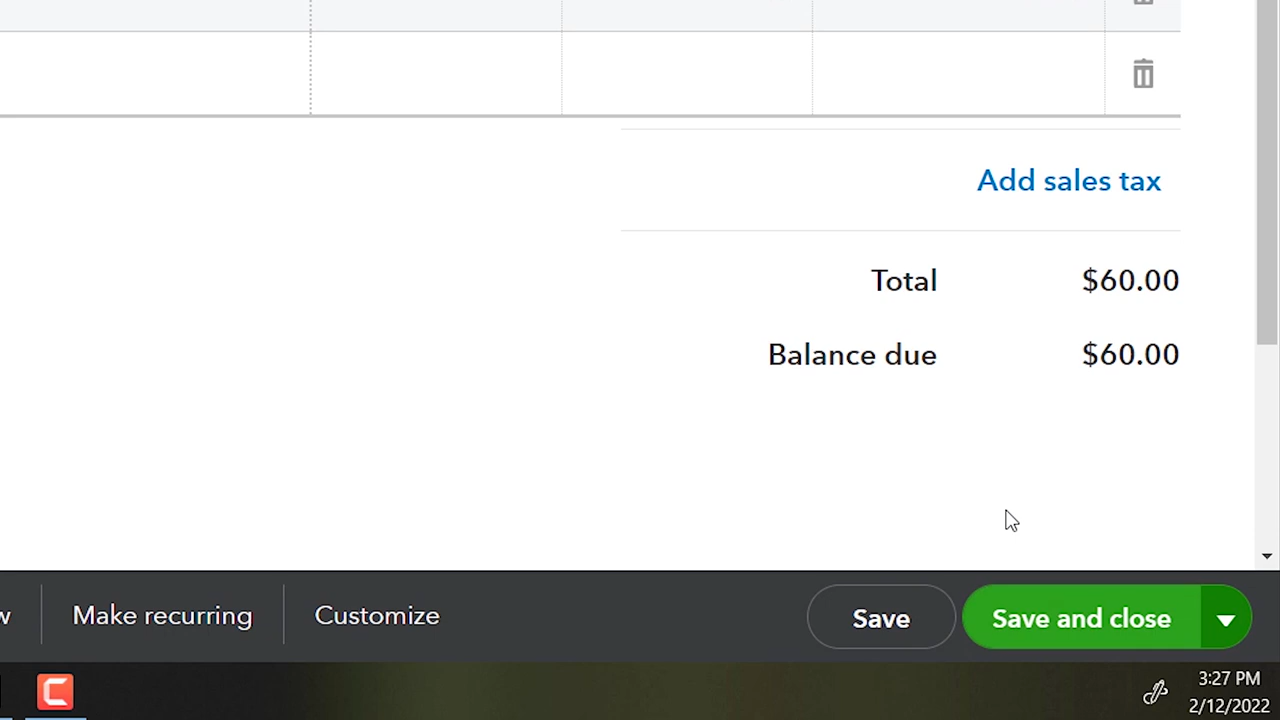 Add sales tax
Total $60.00
Balance due $60.00
w Make recurring Customize Save Save and close
3:27 PM
2/12/2022